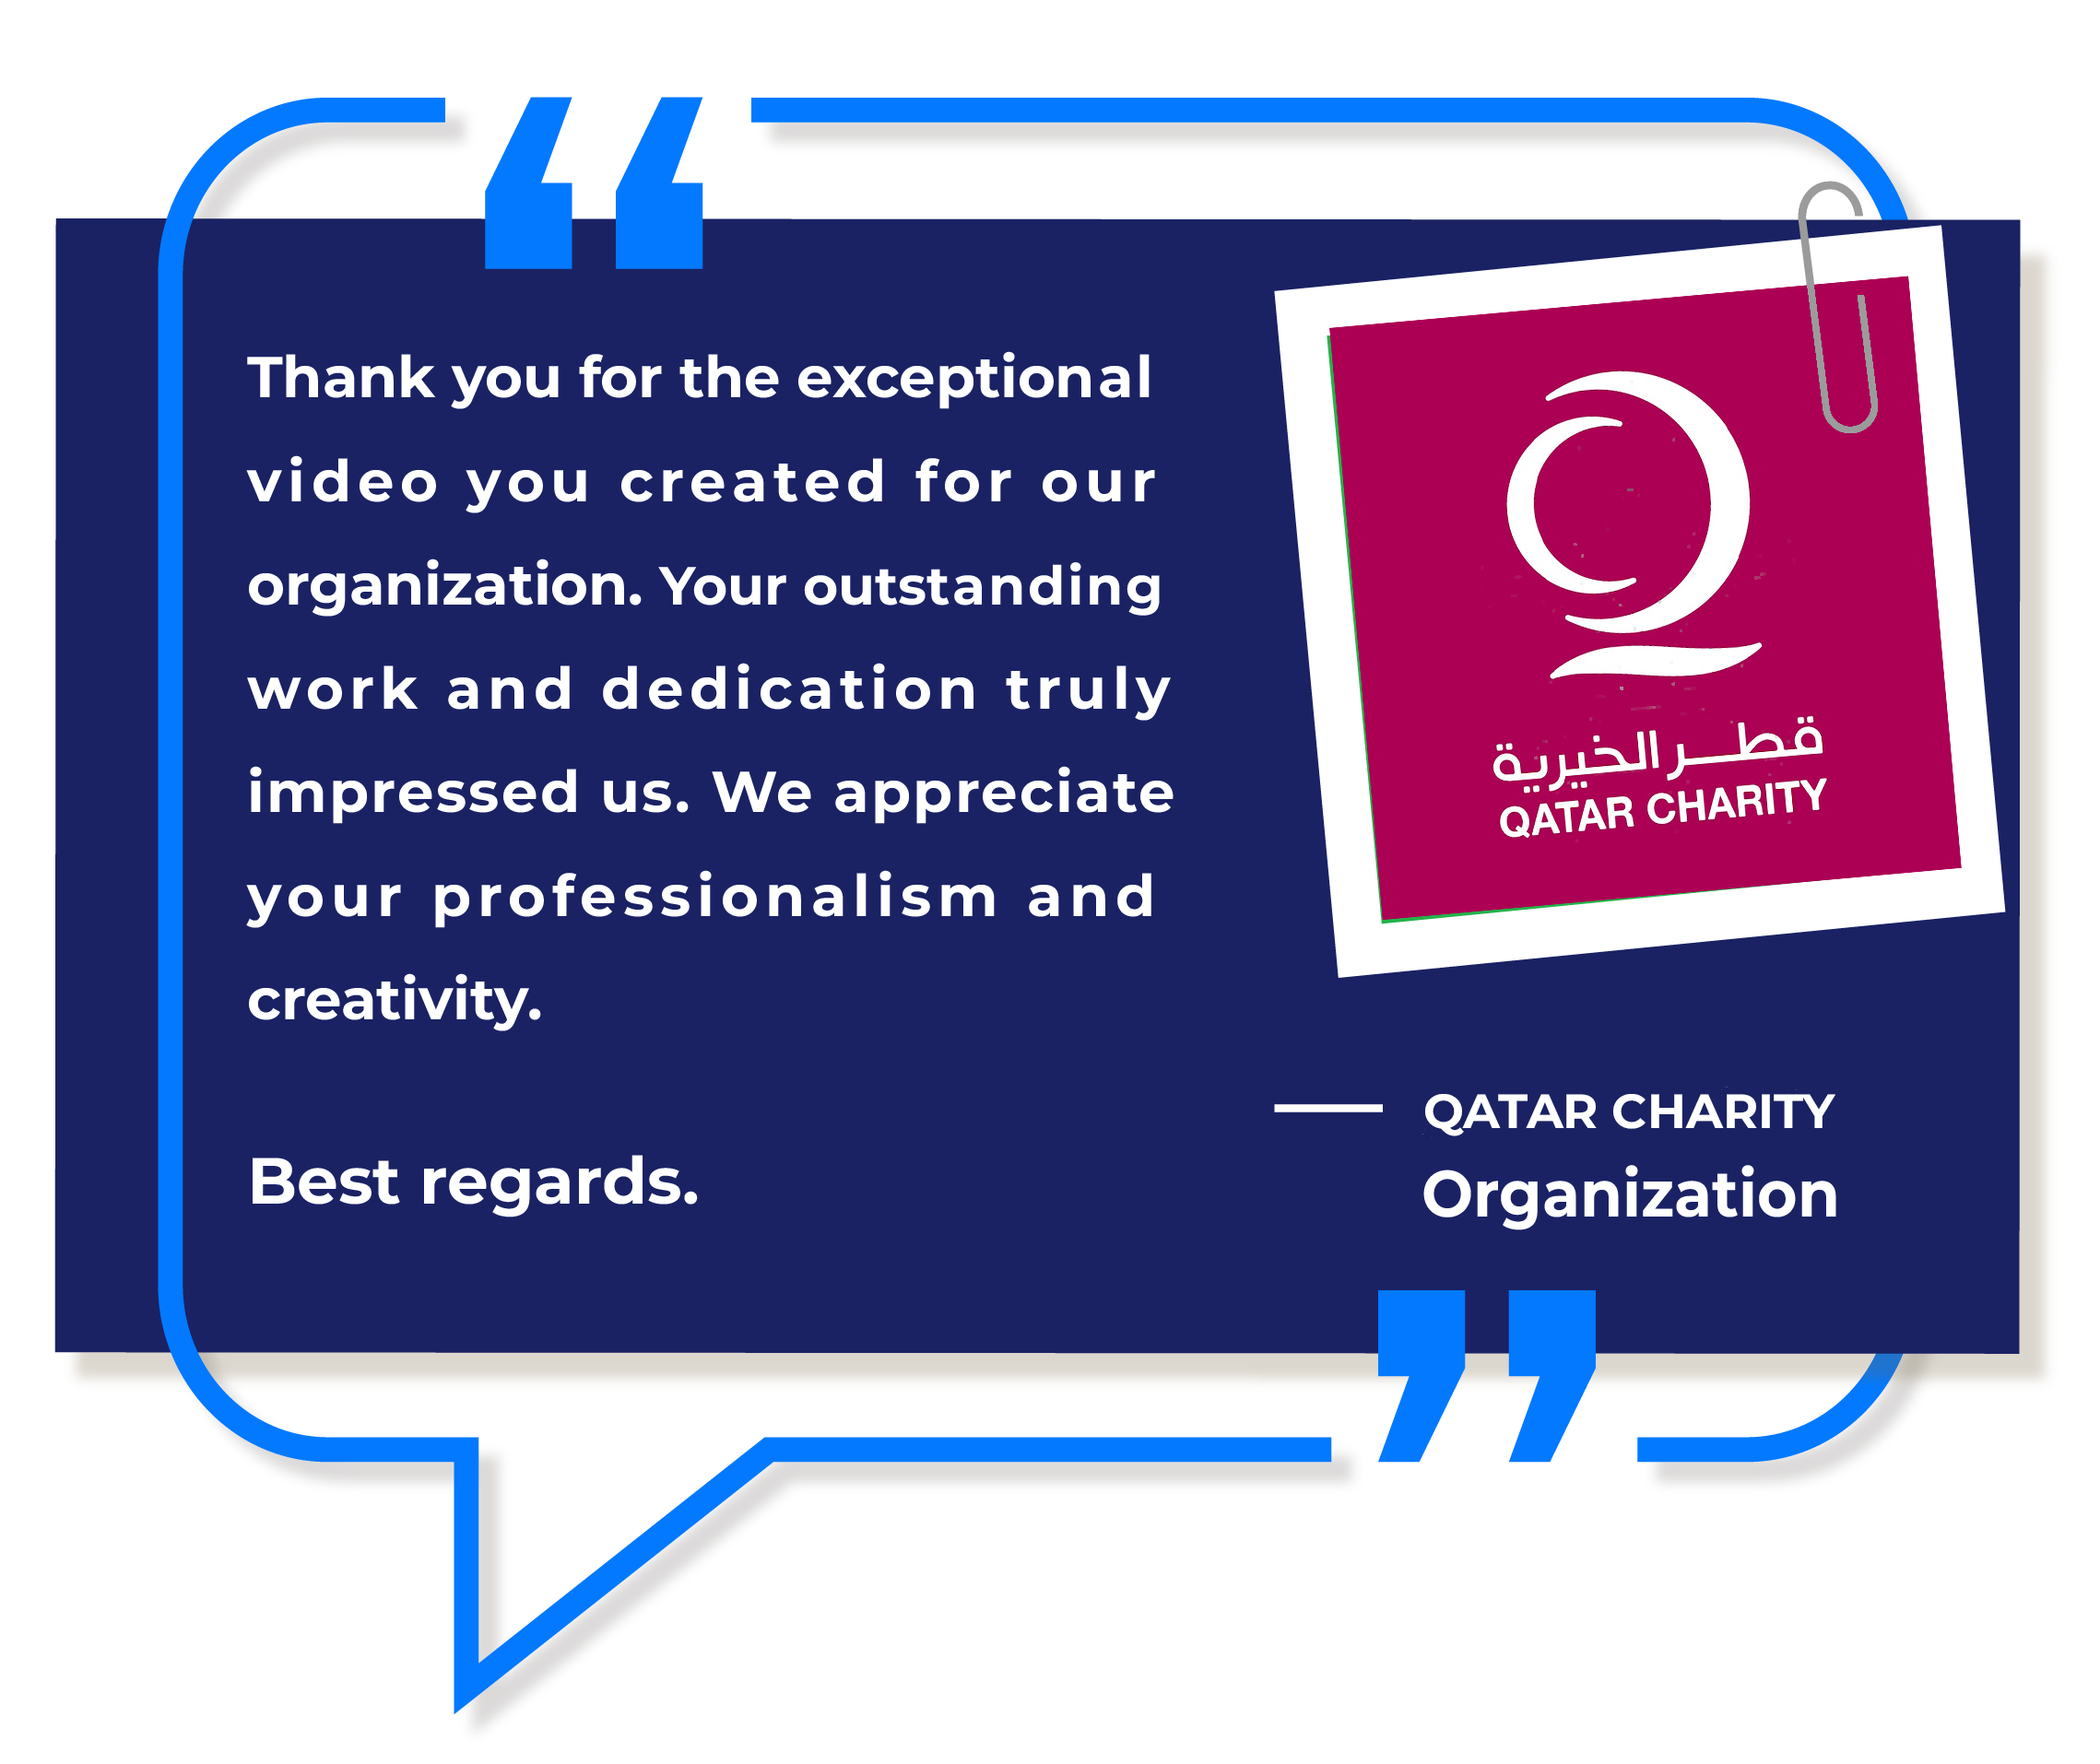 Thank you for the exceptional
video you created for our
organization. Your outstanding
work and dedication truly
impressed us. We appreciate
your professionalism and
creativity.
Best regards.
قطر الخيرية
QATAR CHARITY
QATAR CHARITY
Organization